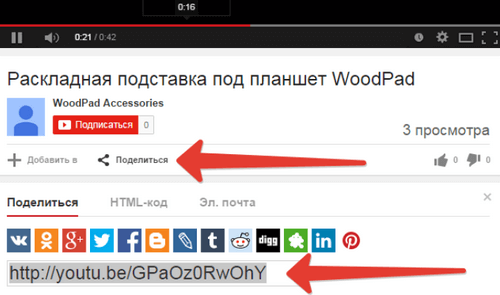 0:16
0:21 / 0:42
Раскладная подставка под планшет WoodPad
WoodPad Accessories
Подписаться 0
3 просмотра
Добавить в Поделиться 0 0
Поделиться HTML-код Эл. почта
digg
http://youtu.be/GPaOz0RwOhY